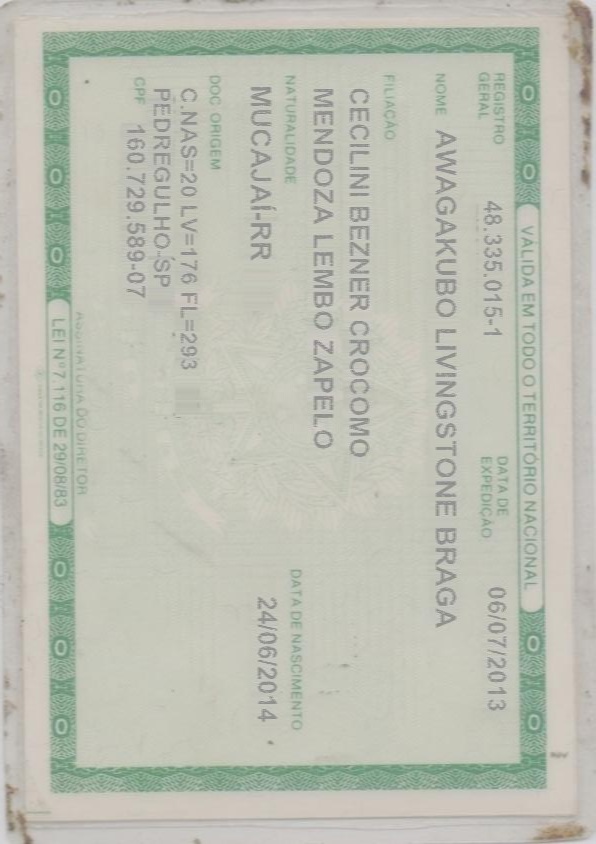 VÁLIDA EM TODO O TERRITÓRIO NACIONAL
REGISTRO GERAL 48.335.015-1 DATA DE EXPEDIÇÃO 06/07/2013
NOME AWAGAKUBO LIVINGSTONE BRAGA
FILIAÇÃO
CECILINI BEZNER CROCOMO
MENDOZA LEMBO ZAPELO
NATURALIDADE DATA DE NASCIMENTO
MUCAJAÍ-RR 24/06/2014
DOC ORIGEM
C.NAS=20 LV=176 FL=293
PEDREGULHO-SP
CPF 160.729.589-07
ASSINATURA DO DIRETOR
LEI Nº 7.116 DE 29/08/83